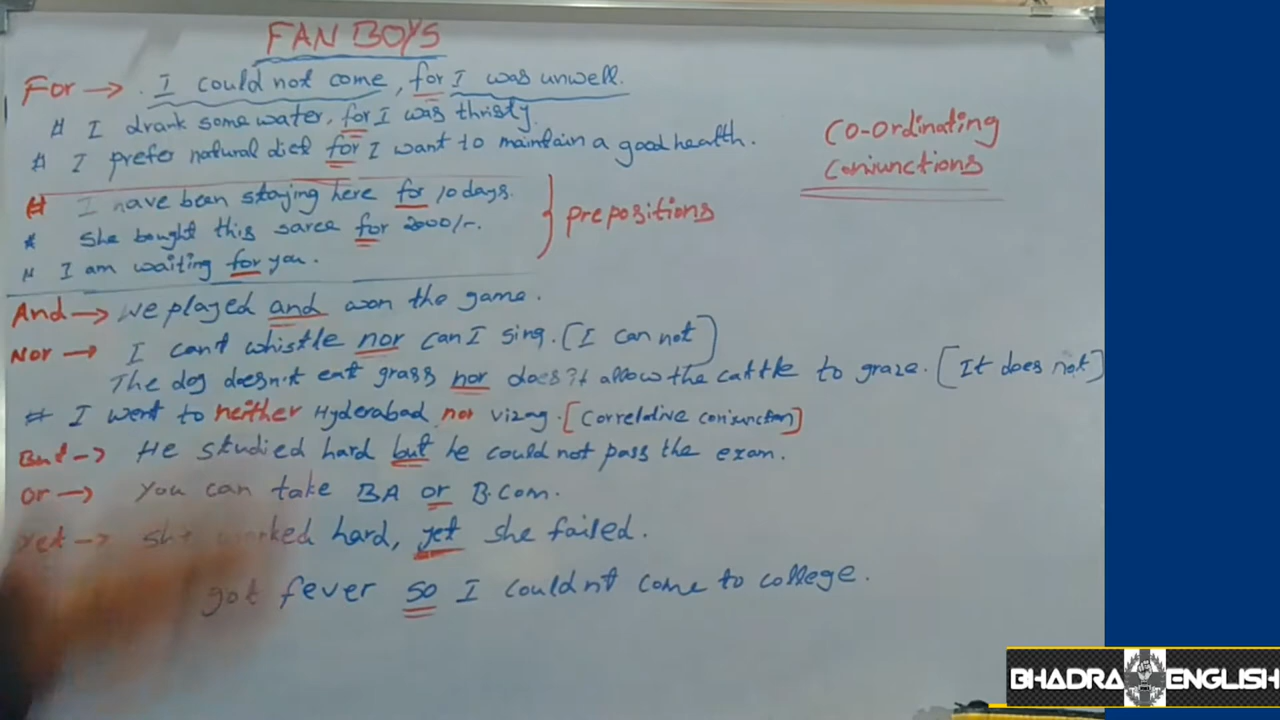 FANBOYS
For → . I could not come, for I was unwell.
# I drank some water, for I was thristy.
# I prefer natural diet for I want to maintain a good health.
Co-ordinating
Conjunctions
# I have been staying here for 10 days.
* She bought this saree for 2000/-.
# I am waiting for you.
} prepositions
And → We played and won the game.
Nor → I can't whistle nor can I sing. [I can not]
The dog doesn't eat grass nor does it allow the cattle to graze. [It does not]
# I went to neither Hyderabad nor vizag. [Correlative conjunction]
But → He studied hard but he could not pass the exam.
Or → You can take BA or B.Com.
Yet → She worked hard, yet she failed.
got fever so I couldn't come to college.
BHADRA ENGLISH